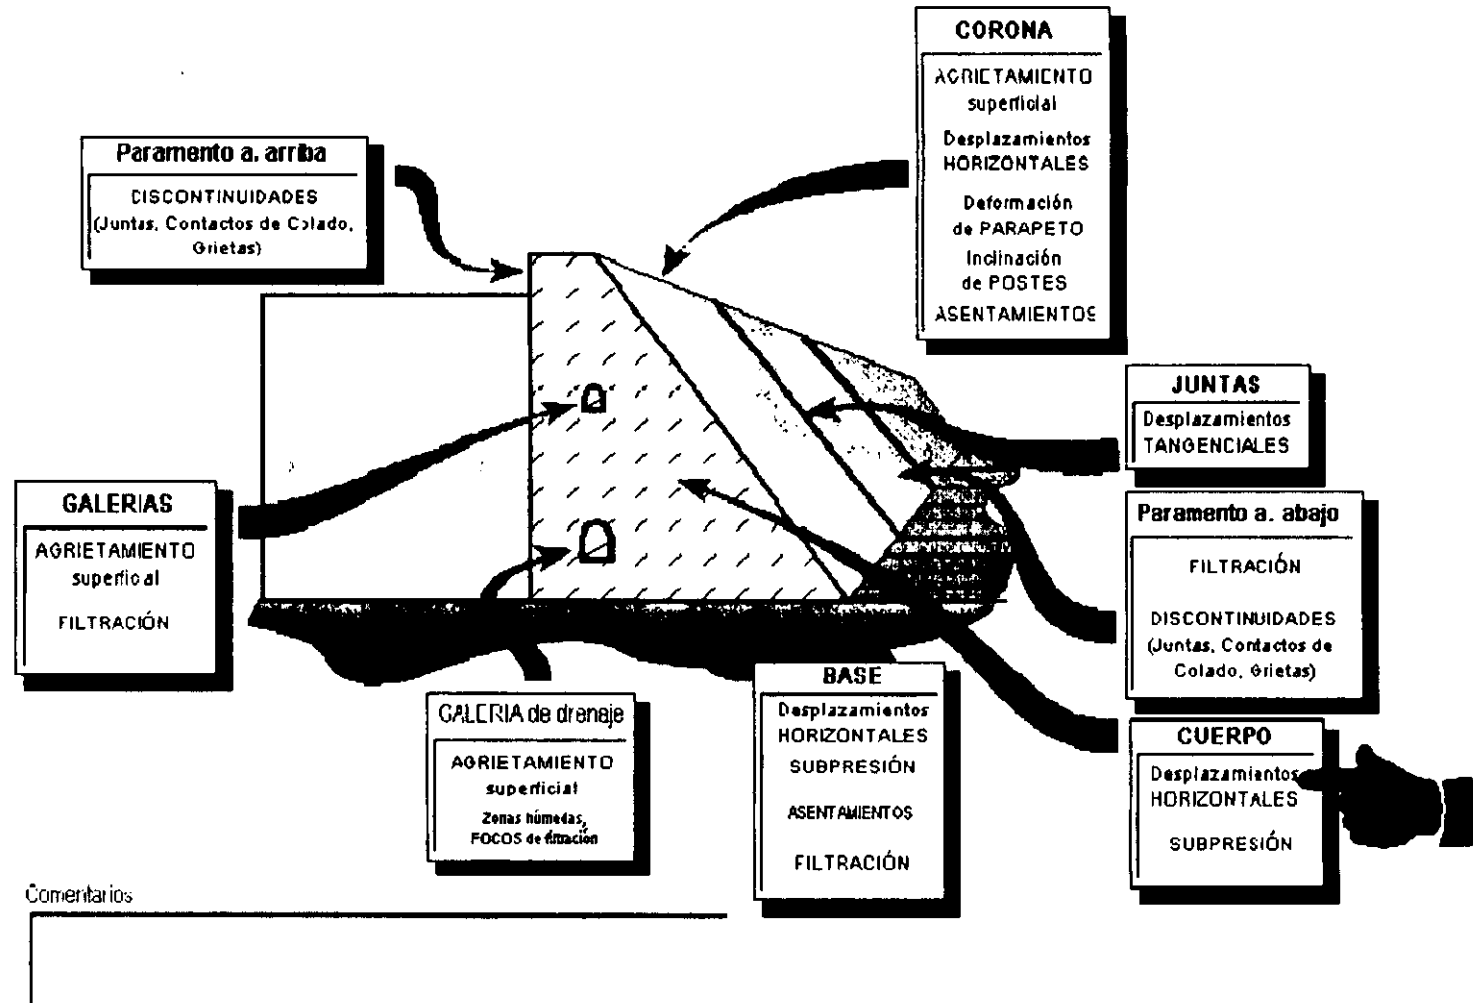 CORONA
AGRIETAMIENTO
superficial
Desplazamientos
HORIZONTALES
Deformación
de PARAPETO
Inclinación
de POSTES
ASENTAMIENTOS
Paramento a. arriba
DISCONTINUIDADES
(Juntas, Contactos de Colado,
Grietas)
JUNTAS
Desplazamientos
TANGENCIALES
GALERIAS
AGRIETAMIENTO
superficial
FILTRACIÓN
Paramento a. abajo
FILTRACIÓN
DISCONTINUIDADES
(Juntas, Contactos de
Colado, Grietas)
GALERIA de drenaje
AGRIETAMIENTO
superficial
Zonas húmedas,
FOCOS de filtración
BASE
Desplazamientos
HORIZONTALES
SUBPRESIÓN
ASENTAMIENTOS
FILTRACIÓN
CUERPO
Desplazamientos
HORIZONTALES
SUBPRESIÓN
Comentarios